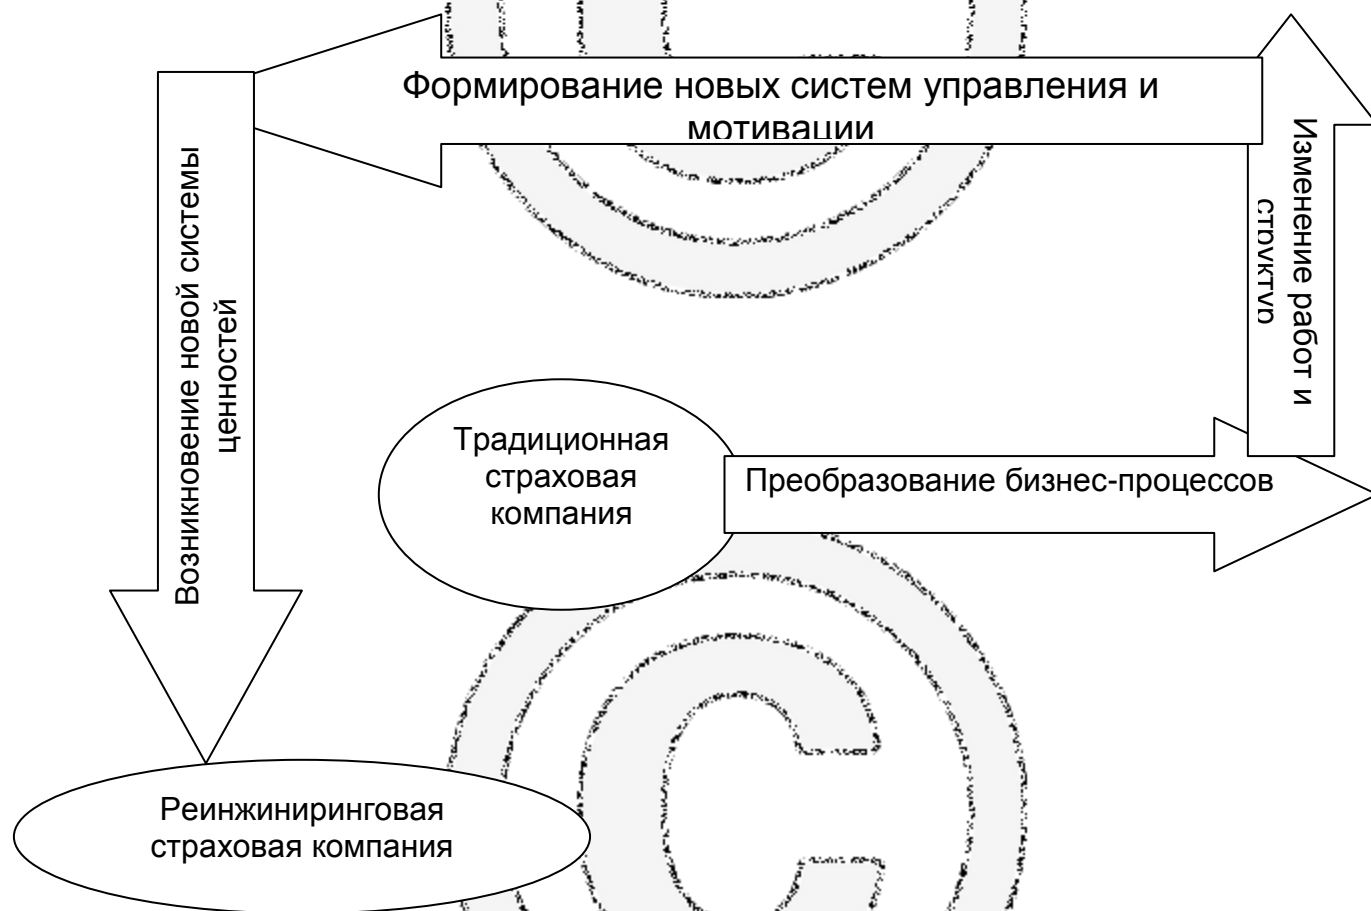 Формирование новых систем управления и
мотивации
Возникновение новой системы
ценностей
Изменение работ и
структур
Традиционная
страховая
компания
Преобразование бизнес-процессов
Реинжиниринговая
страховая компания